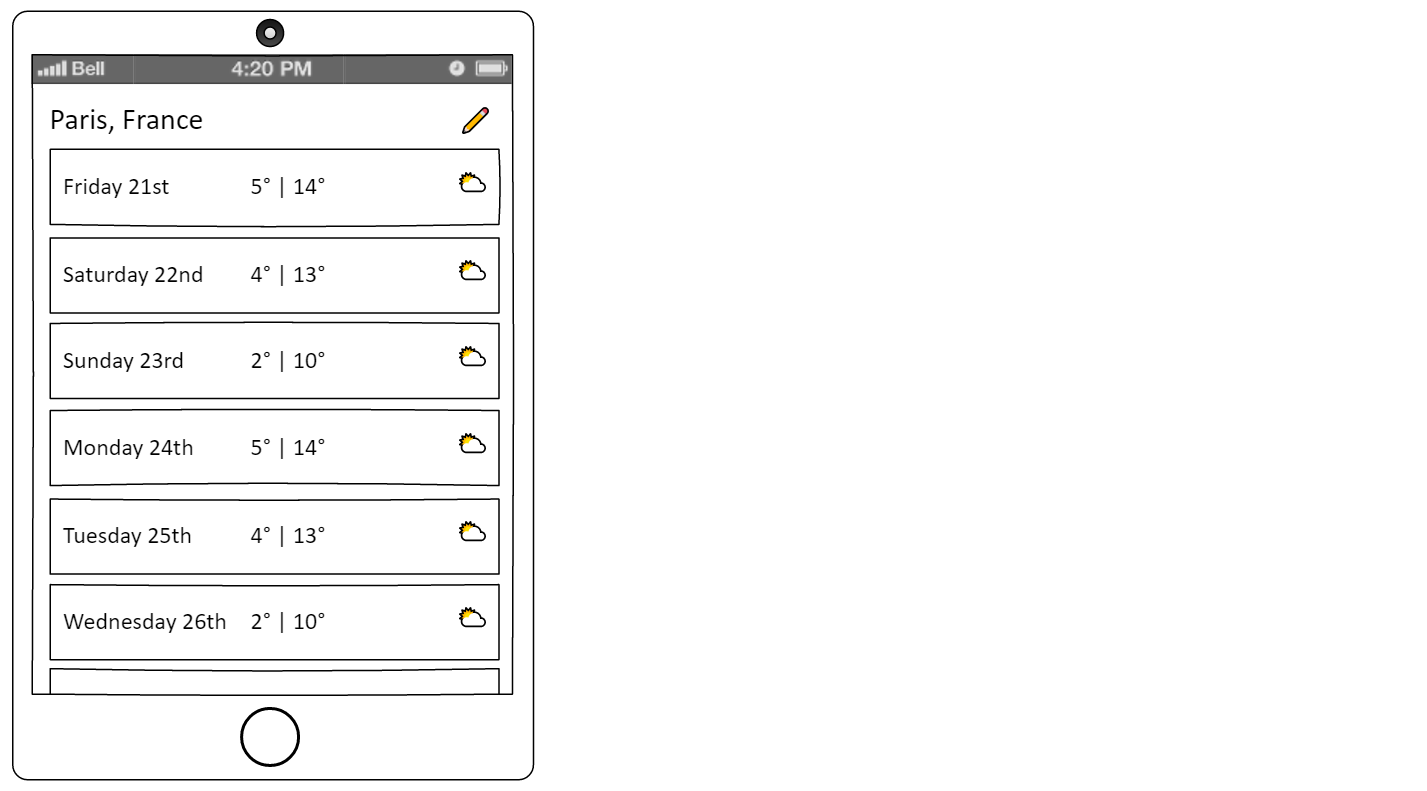 Bell 4:20 PM
Paris, France
Friday 21st 5° | 14°
Saturday 22nd 4° | 13°
Sunday 23rd 2° | 10°
Monday 24th 5° | 14°
Tuesday 25th 4° | 13°
Wednesday 26th 2° | 10°